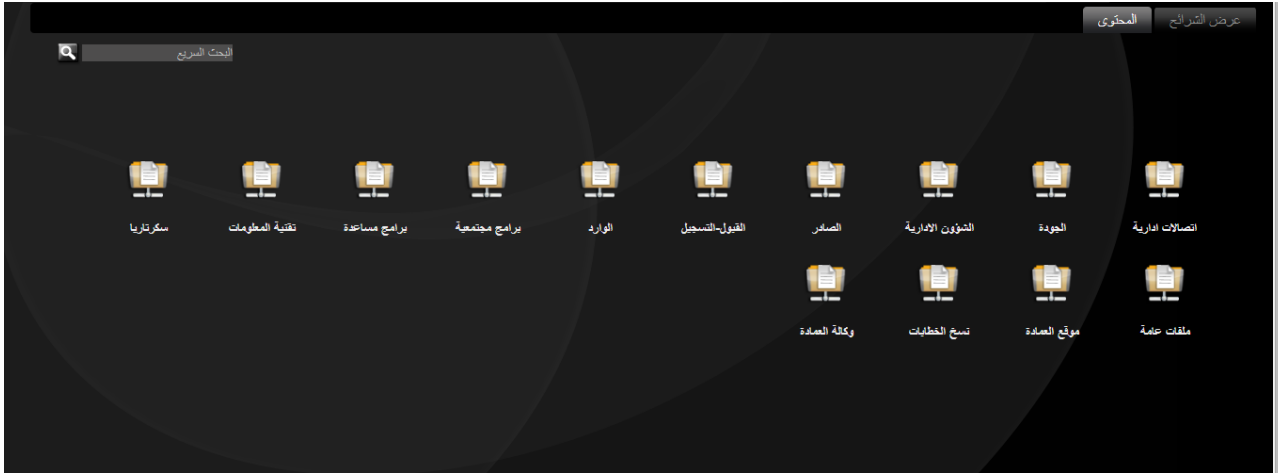 عرض الشرائح
المحتوى
البحث السريع
اتصالات ادارية
الجودة
الشؤون الادارية
الصادر
القبول-التسجيل
الوارد
برامج مجتمعية
برامج مساعدة
تقنية المعلومات
سكرتاريا
ملفات عامة
موقع العمادة
نسخ الخطابات
وكالة العمادة